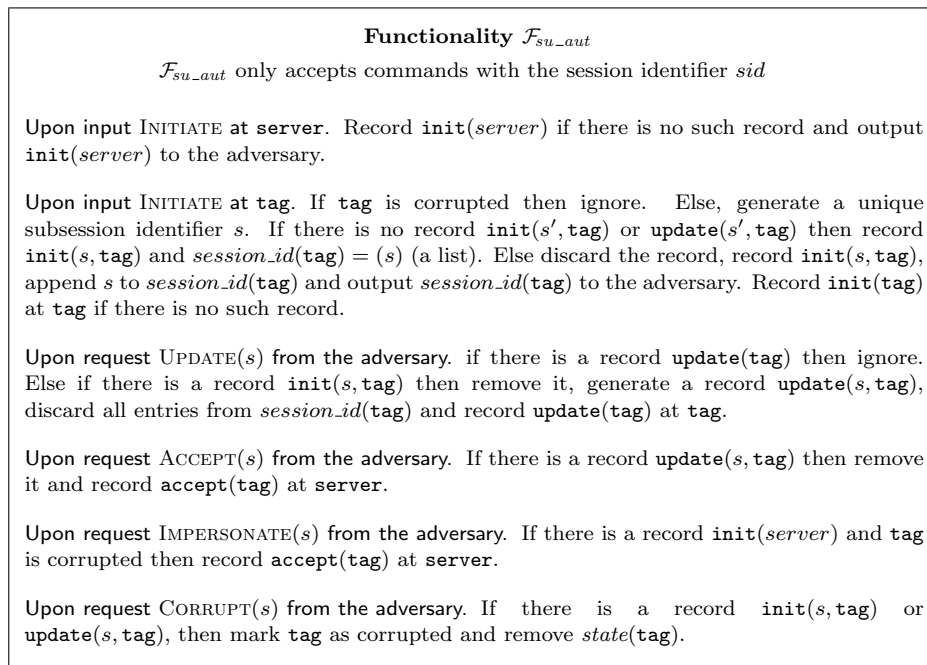 Functionality F_{su_aut}
F_{su_aut} only accepts commands with the session identifier sid
Upon input INITIATE at server. Record init(server) if there is no such record and output
init(server) to the adversary.
Upon input INITIATE at tag. If tag is corrupted then ignore. Else, generate a unique
subsession identifier s. If there is no record init(s′, tag) or update(s′, tag) then record
init(s, tag) and session_id(tag) = (s) (a list). Else discard the record, record init(s, tag),
append s to session_id(tag) and output session_id(tag) to the adversary. Record init(tag)
at tag if there is no such record.
Upon request UPDATE(s) from the adversary. if there is a record update(tag) then ignore.
Else if there is a record init(s, tag) then remove it, generate a record update(s, tag),
discard all entries from session_id(tag) and record update(tag) at tag.
Upon request ACCEPT(s) from the adversary. If there is a record update(s, tag) then remove
it and record accept(tag) at server.
Upon request IMPERSONATE(s) from the adversary. If there is a record init(server) and tag
is corrupted then record accept(tag) at server.
Upon request CORRUPT(s) from the adversary. If there is a record init(s, tag) or
update(s, tag), then mark tag as corrupted and remove state(tag).